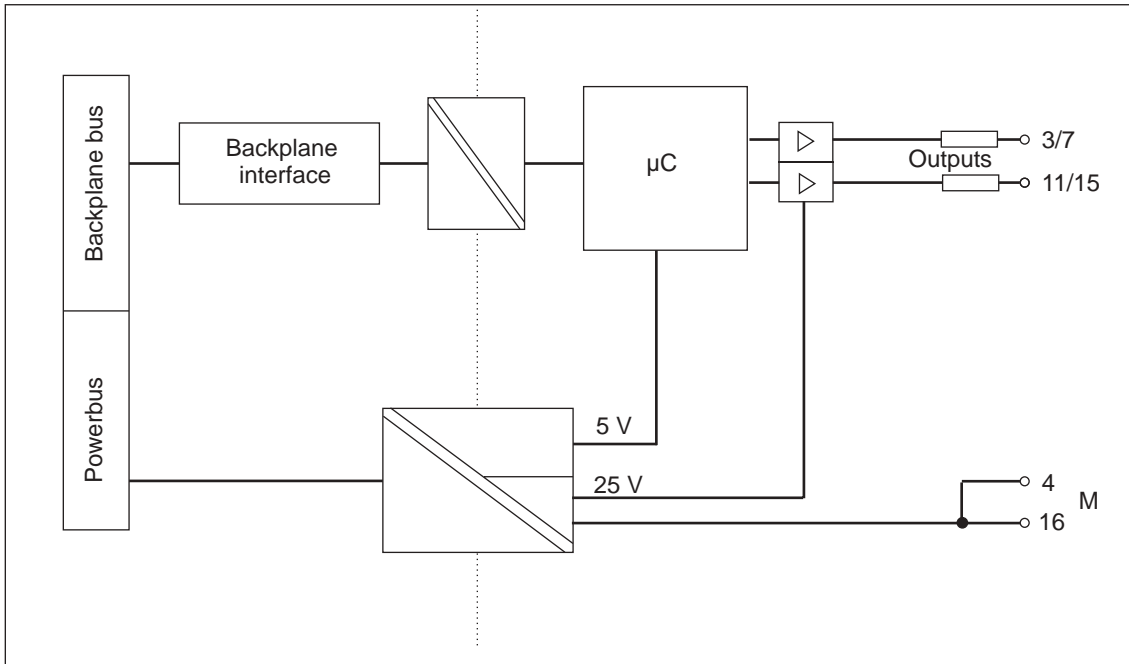 Backplane bus
Powerbus
Backplane
interface
µC
Outputs
3/7
11/15
5 V
25 V
4
M
16